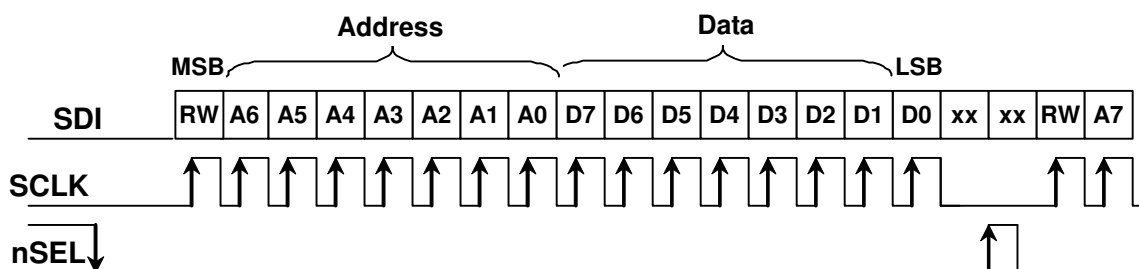 Address Data
MSB LSB
SDI RW A6 A5 A4 A3 A2 A1 A0 D7 D6 D5 D4 D3 D2 D1 D0 xx xx RW A7
SCLK
nSEL